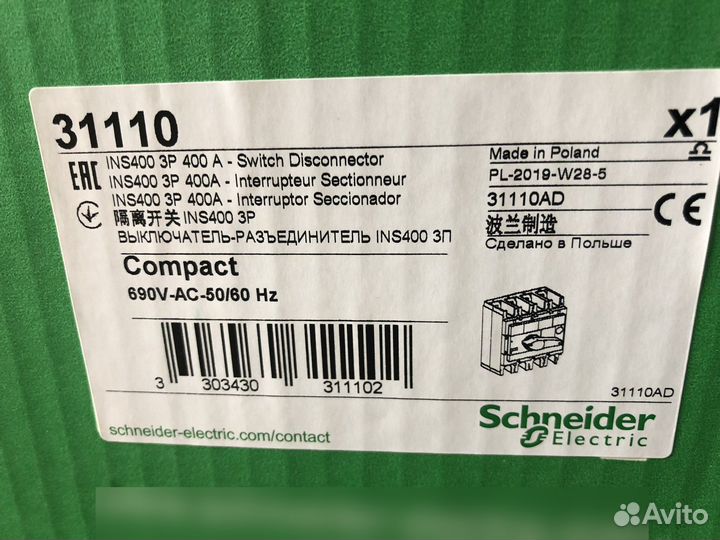 31110
x1
INS400 3P 400 A - Switch Disconnector
INS400 3P 400A - Interrupteur Sectionneur
INS400 3P 400A - Interruptor Seccionador
隔离开关 INS400 3P
ВЫКЛЮЧАТЕЛЬ-РАЗЪЕДИНИТЕЛЬ INS400 3П
EAC
Made in Poland
PL-2019-W28-5
31110AD
波兰制造
Сделано в Польше
CE
Compact
690V-AC-50/60 Hz
3 303430 311102
31110AD
schneider-electric.com/contact
Schneider
Electric
Avito